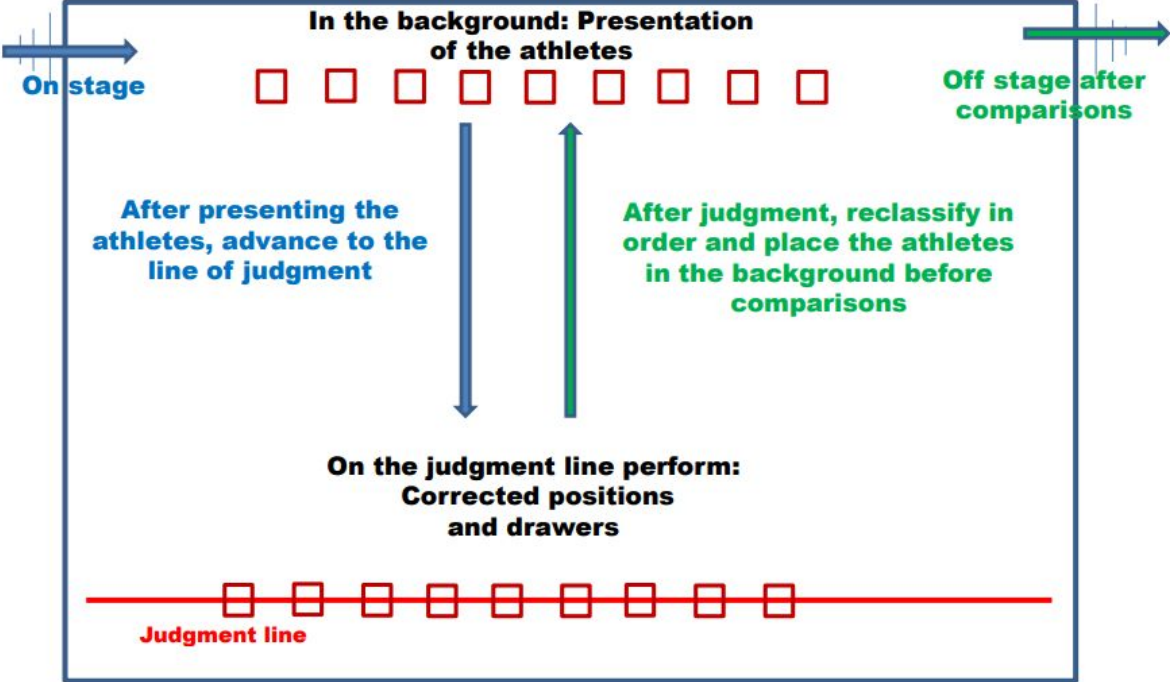 In the background: Presentation
of the athletes
On stage
Off stage after
comparisons
After presenting the
athletes, advance to the
line of judgment
After judgment, reclassify in
order and place the athletes
in the background before
comparisons
On the judgment line perform:
Corrected positions
and drawers
Judgment line